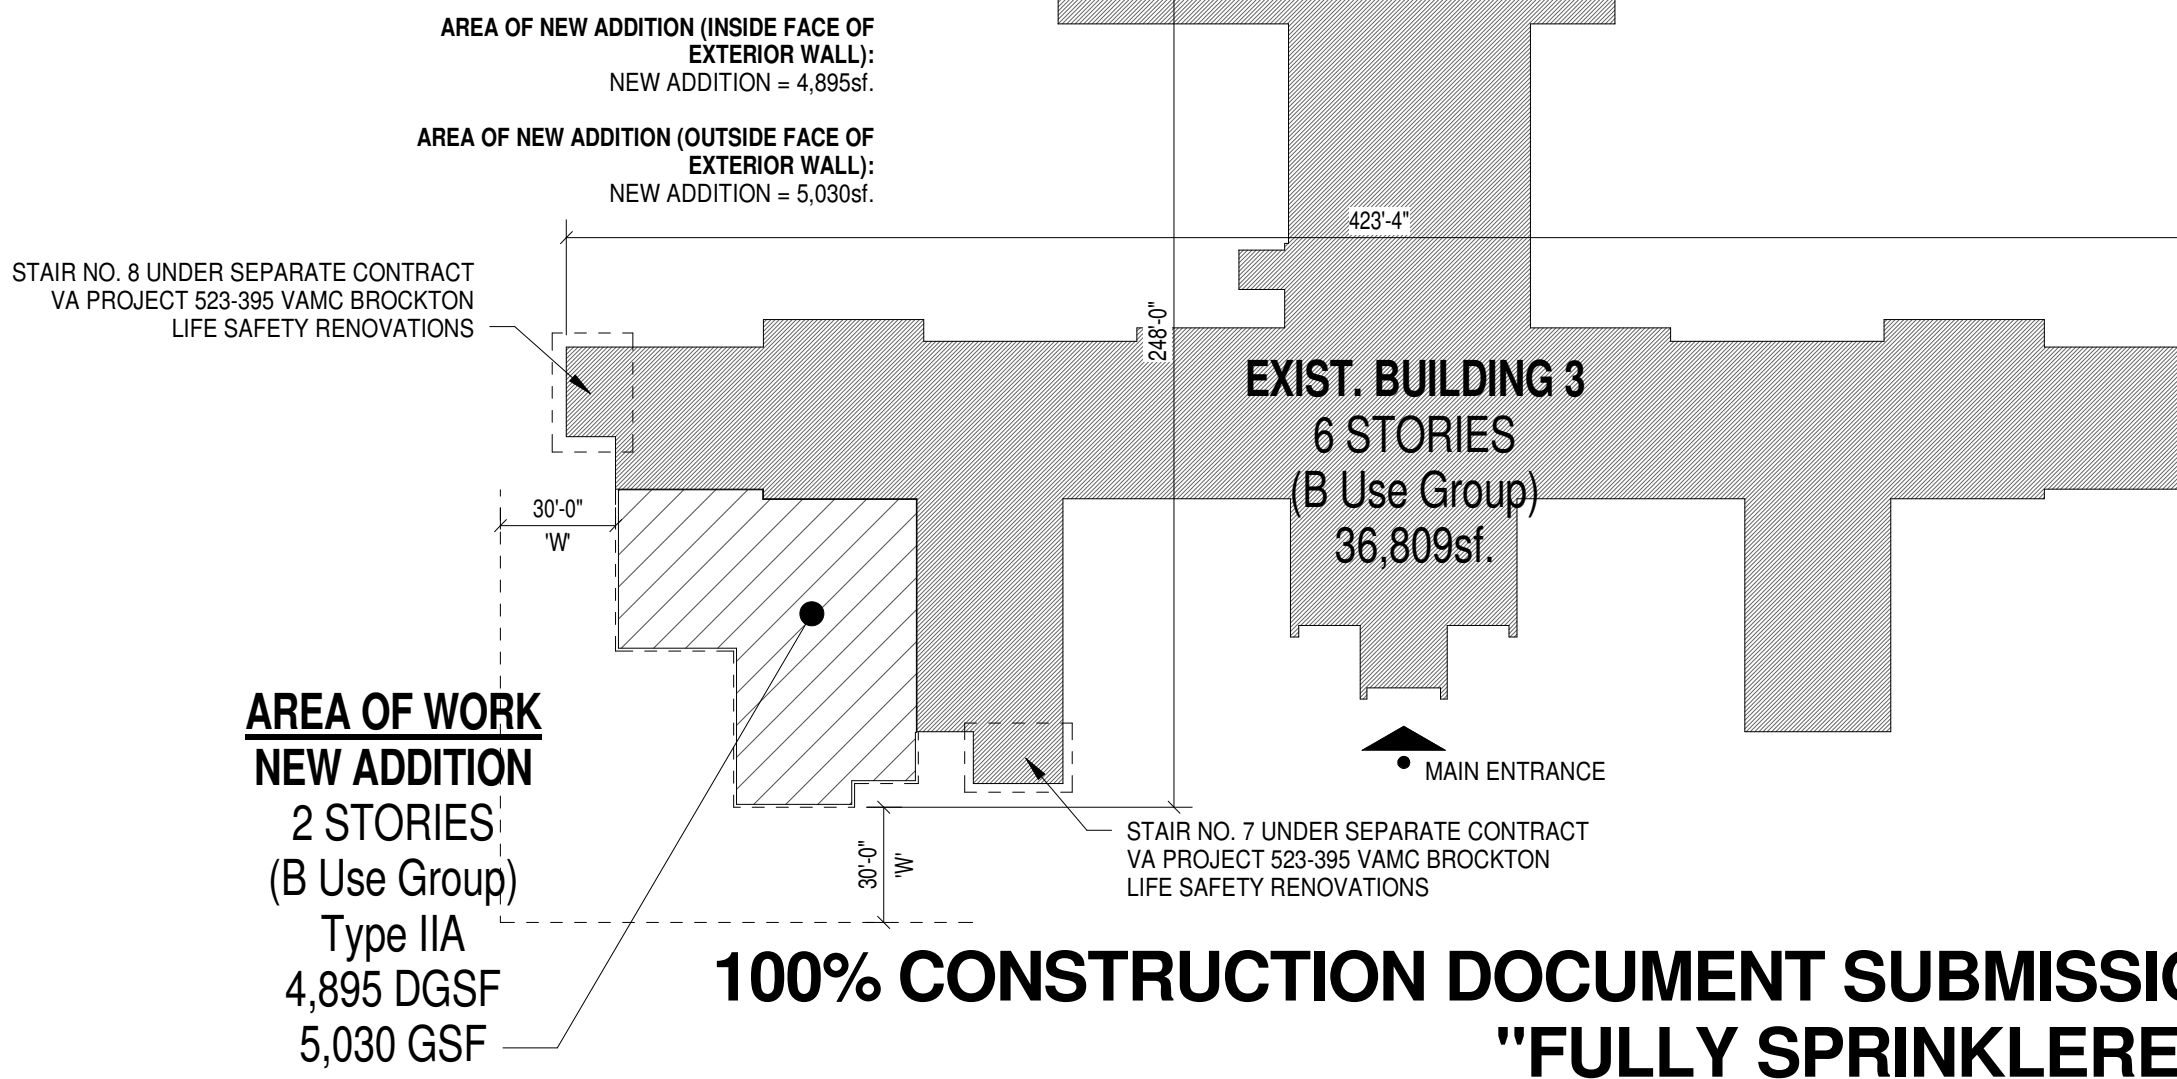 AREA OF NEW ADDITION (INSIDE FACE OF
EXTERIOR WALL):
NEW ADDITION = 4,895sf.
AREA OF NEW ADDITION (OUTSIDE FACE OF
EXTERIOR WALL):
NEW ADDITION = 5,030sf.
423'-4"
STAIR NO. 8 UNDER SEPARATE CONTRACT
VA PROJECT 523-395 VAMC BROCKTON
LIFE SAFETY RENOVATIONS
248'-0"
EXIST. BUILDING 3
6 STORIES
(B Use Group)
36,809sf.
30'-0"
'W'
AREA OF WORK
NEW ADDITION
2 STORIES
(B Use Group)
Type IIA
4,895 DGSF
5,030 GSF
MAIN ENTRANCE
STAIR NO. 7 UNDER SEPARATE CONTRACT
VA PROJECT 523-395 VAMC BROCKTON
LIFE SAFETY RENOVATIONS
30'-0"
'W'
100% CONSTRUCTION DOCUMENT SUBMISSIO
"FULLY SPRINKLERE